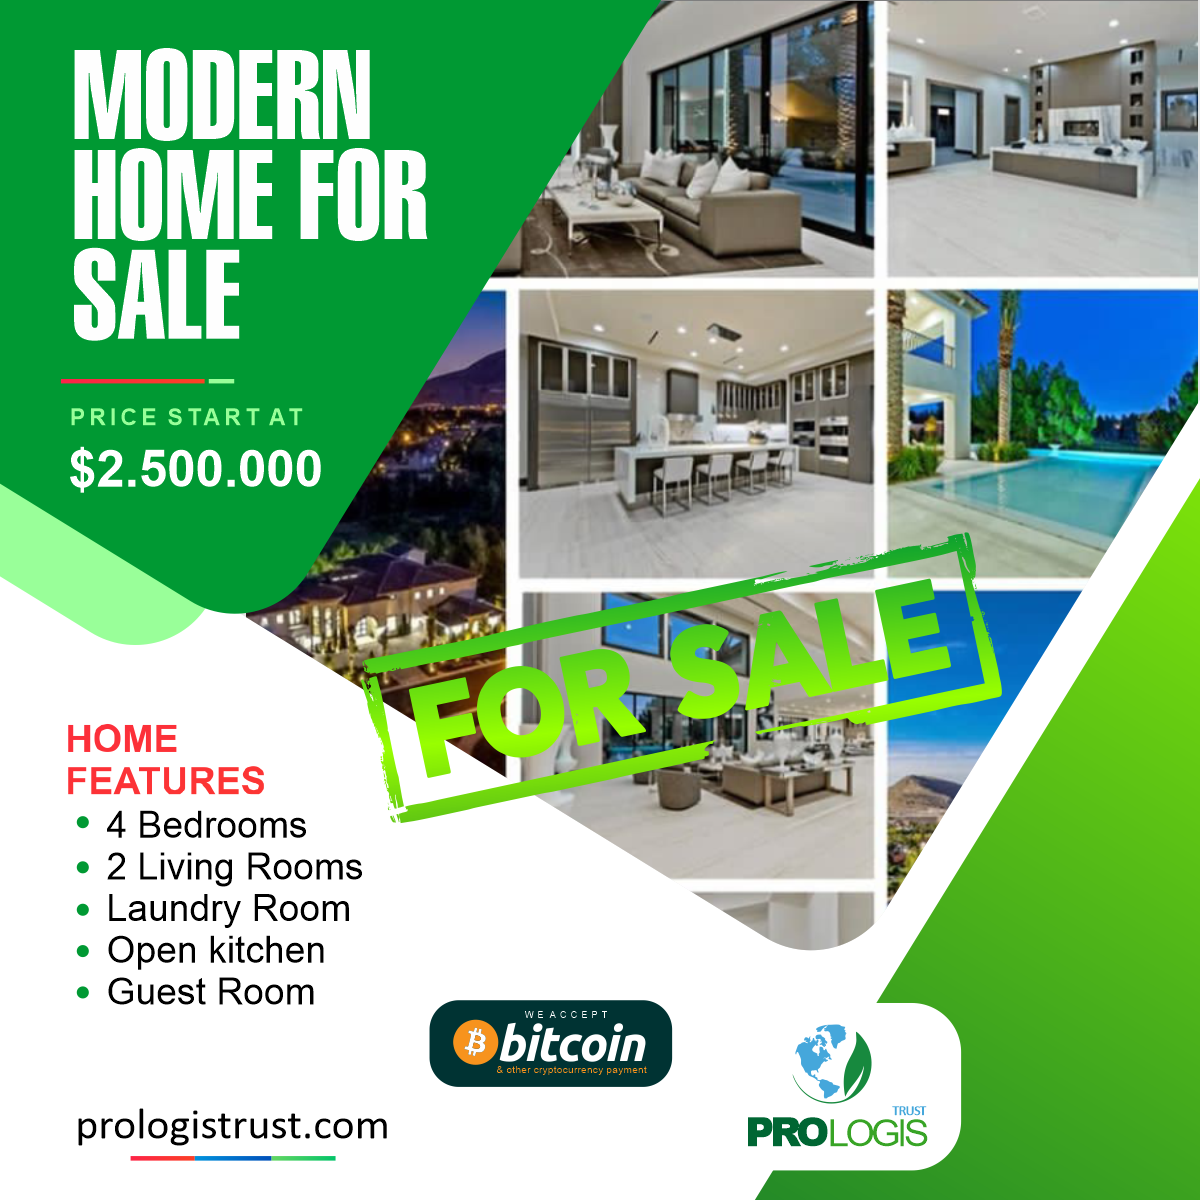 MODERN
HOME FOR
SALE
PRICE START AT
$2.500.000
FOR SALE
HOME
FEATURES
• 4 Bedrooms
• 2 Living Rooms
• Laundry Room
• Open kitchen
• Guest Room
WE ACCEPT
bitcoin
& other cryptocurrency payment
prologistrust.com
TRUST
PROLOGIS